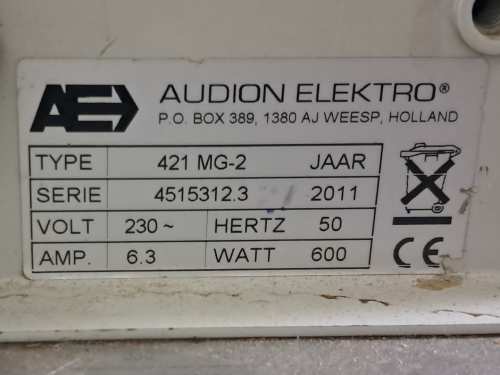 AE AUDION ELEKTRO®
P.O. BOX 389, 1380 AJ WEESP, HOLLAND
TYPE 421 MG-2 JAAR
SERIE 4515312.3 2011
VOLT 230 ~ HERTZ 50
AMP. 6.3 WATT 600
CE